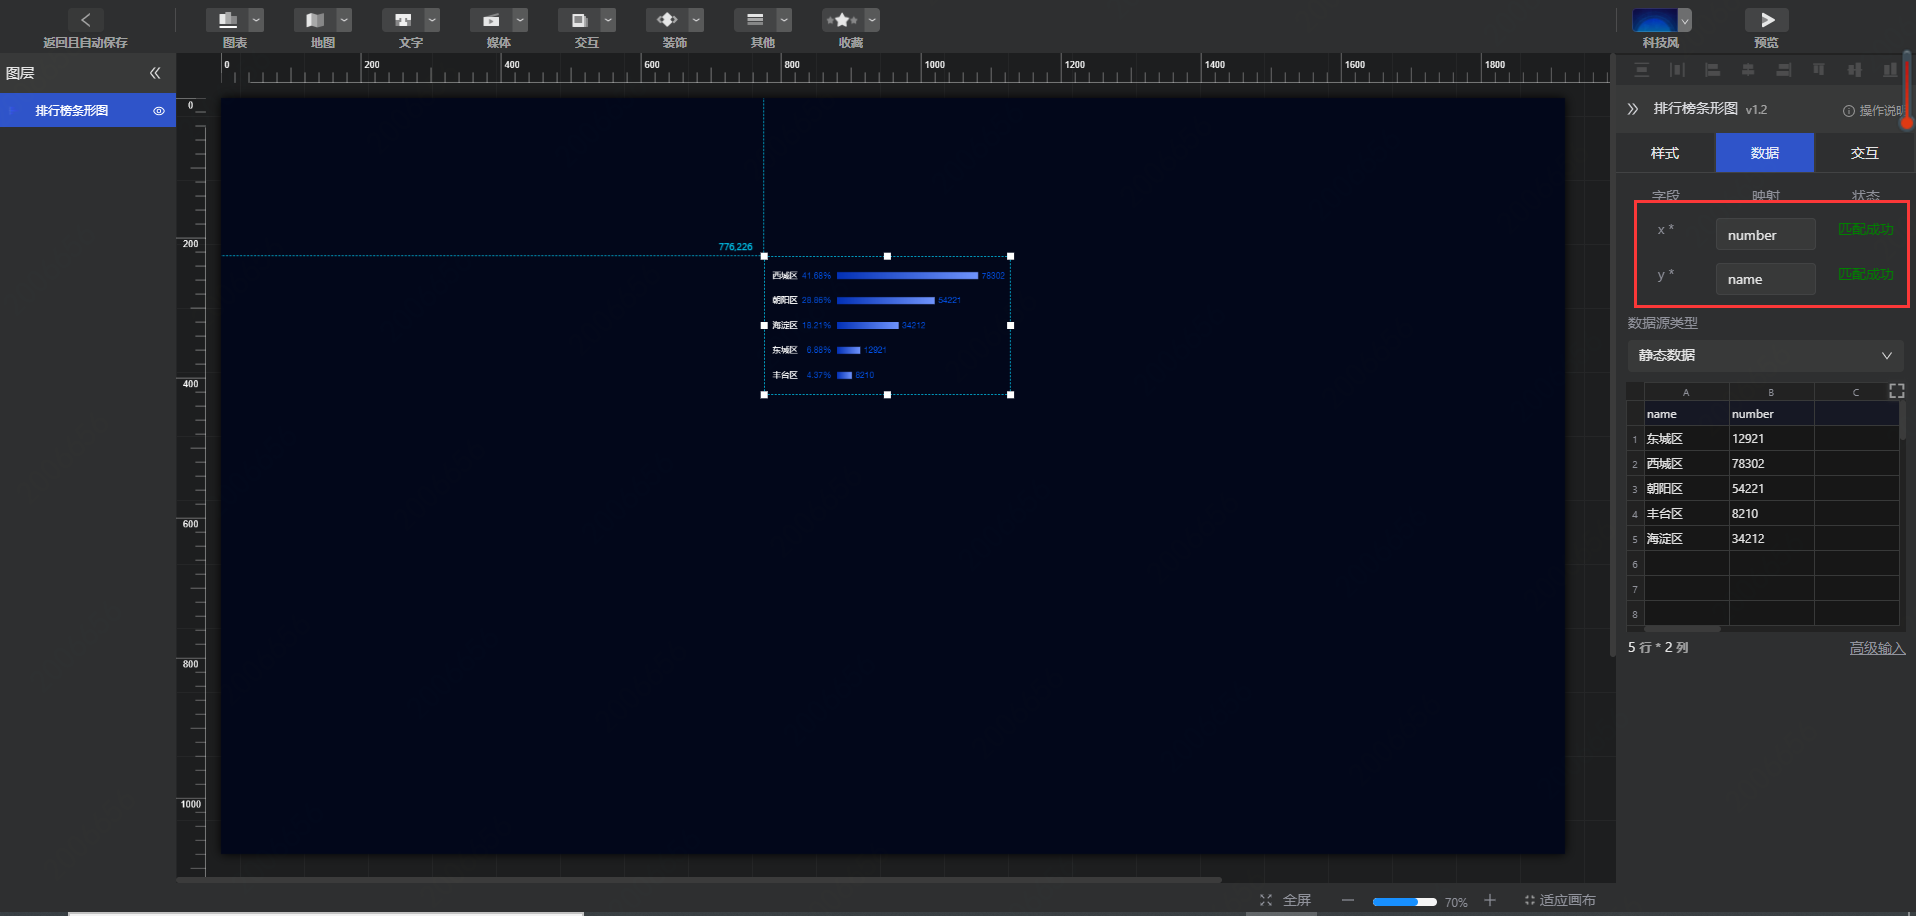 返回且自动保存
图表
地图
文字
媒体
交互
装饰
其他
收藏
科技风
预览
图层
排行榜条形图
0 200 400 600 800 1000 1200 1400 1600 1800
0
200
400
600
800
1000
776,226
西城区 41.68% 78302
朝阳区 28.86% 54221
海淀区 18.21% 34212
东城区 6.88% 12921
丰台区 4.37% 8210
排行榜条形图 v1.2 操作说明
样式 数据 交互
字段 映射 状态
x * number 匹配成功
y * name 匹配成功
数据源类型
静态数据
A B C
name number
1 东城区 12921
2 西城区 78302
3 朝阳区 54221
4 丰台区 8210
5 海淀区 34212
6
7
8
5 行 * 2 列 高级输入
全屏 70% 适应画布